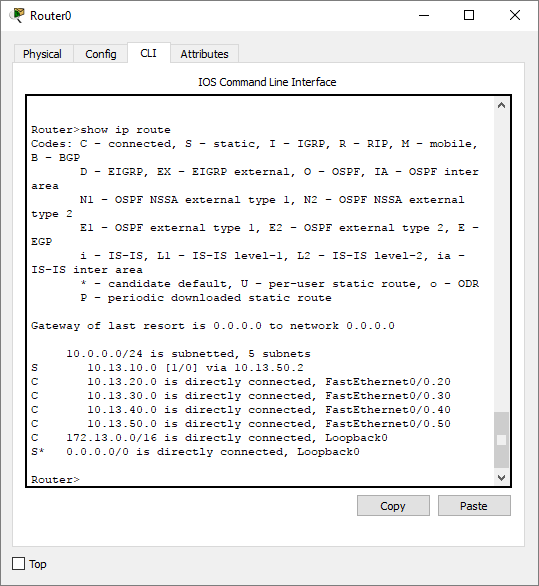 Router0
Physical Config CLI Attributes
IOS Command Line Interface
Router>show ip route
Codes: C - connected, S - static, I - IGRP, R - RIP, M - mobile,
B - BGP
       D - EIGRP, EX - EIGRP external, O - OSPF, IA - OSPF inter
area
       N1 - OSPF NSSA external type 1, N2 - OSPF NSSA external
type 2
       E1 - OSPF external type 1, E2 - OSPF external type 2, E -
EGP
       i - IS-IS, L1 - IS-IS level-1, L2 - IS-IS level-2, ia -
IS-IS inter area
       * - candidate default, U - per-user static route, o - ODR
       P - periodic downloaded static route
Gateway of last resort is 0.0.0.0 to network 0.0.0.0
     10.0.0.0/24 is subnetted, 5 subnets
S       10.13.10.0 [1/0] via 10.13.50.2
C       10.13.20.0 is directly connected, FastEthernet0/0.20
C       10.13.30.0 is directly connected, FastEthernet0/0.30
C       10.13.40.0 is directly connected, FastEthernet0/0.40
C       10.13.50.0 is directly connected, FastEthernet0/0.50
C    172.13.0.0/16 is directly connected, Loopback0
S*   0.0.0.0/0 is directly connected, Loopback0
Router>
Copy Paste
Top